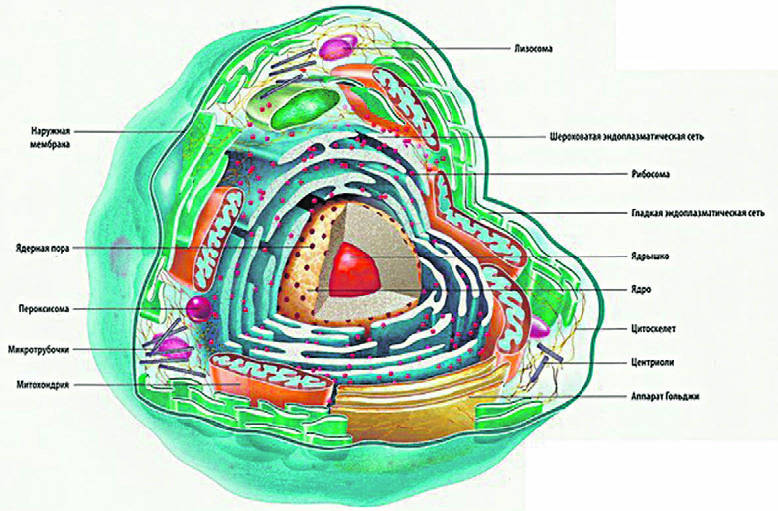 Лизосома
Наружная
мембрана
Шероховатая эндоплазматическая сеть
Рибосома
Гладкая эндоплазматическая сеть
Ядерная пора
Ядрышко
Ядро
Пероксисома
Цитоскелет
Микротрубочки
Центриоли
Митохондрия
Аппарат Гольджи